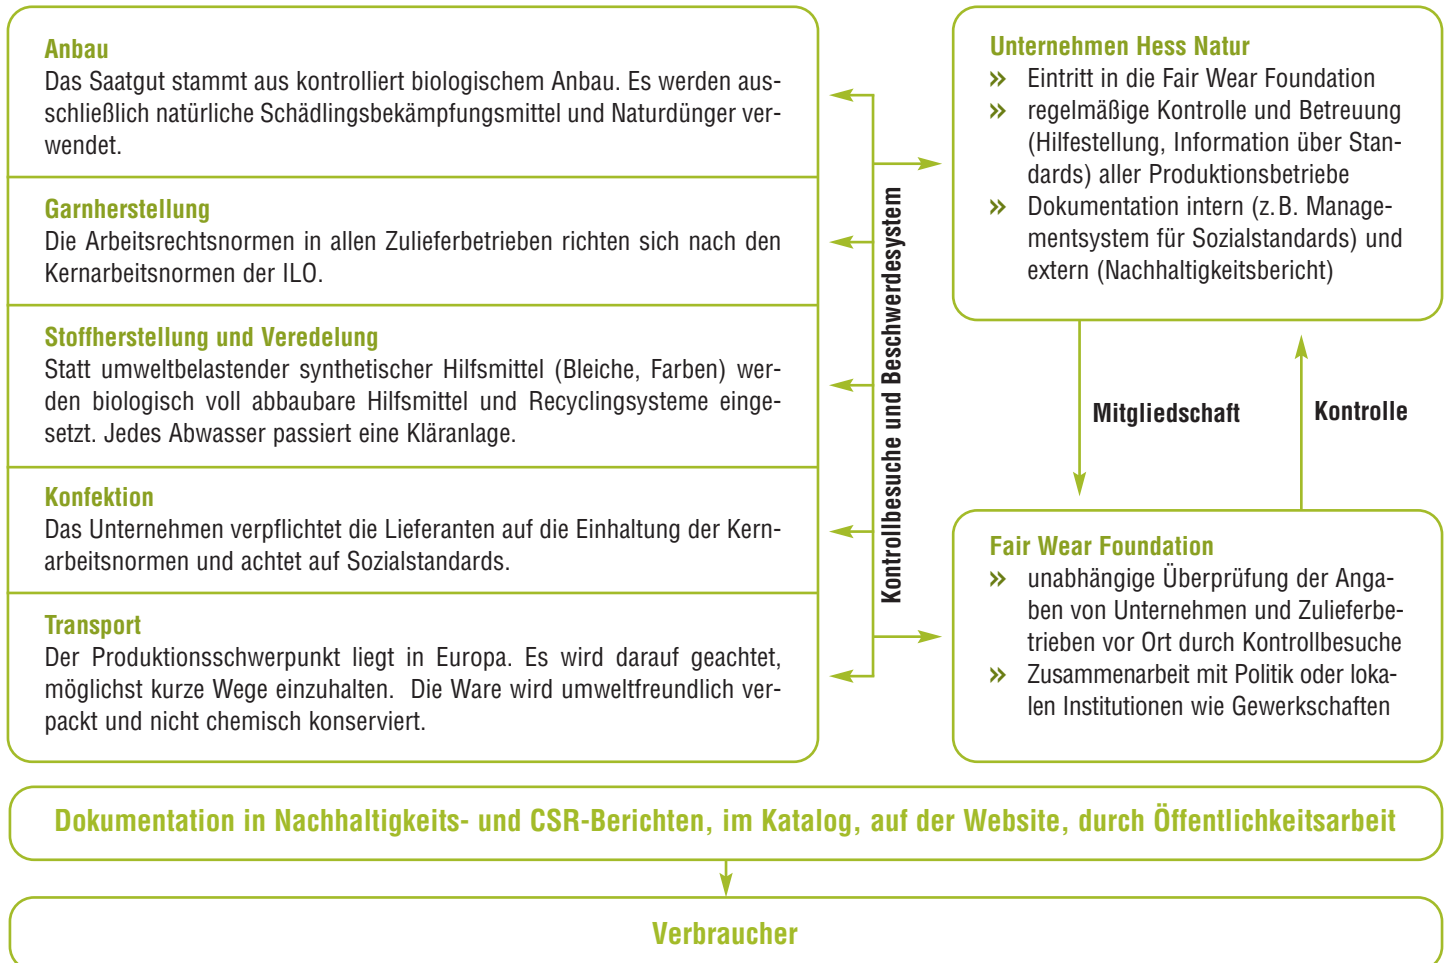 Anbau
Das Saatgut stammt aus kontrolliert biologischem Anbau. Es werden aus-
schließlich natürliche Schädlingsbekämpfungsmittel und Naturdünger ver-
wendet.
Garnherstellung
Die Arbeitsrechtsnormen in allen Zulieferbetrieben richten sich nach den
Kernarbeitsnormen der ILO.
Stoffherstellung und Veredelung
Statt umweltbelastender synthetischer Hilfsmittel (Bleiche, Farben) wer-
den biologisch voll abbaubare Hilfsmittel und Recyclingsysteme einge-
setzt. Jedes Abwasser passiert eine Kläranlage.
Konfektion
Das Unternehmen verpflichtet die Lieferanten auf die Einhaltung der Kern-
arbeitsnormen und achtet auf Sozialstandards.
Transport
Der Produktionsschwerpunkt liegt in Europa. Es wird darauf geachtet,
möglichst kurze Wege einzuhalten. Die Ware wird umweltfreundlich ver-
packt und nicht chemisch konserviert.
Kontrollbesuche und Beschwerdesystem
Unternehmen Hess Natur
» Eintritt in die Fair Wear Foundation
» regelmäßige Kontrolle und Betreuung
(Hilfestellung, Information über Stan-
dards) aller Produktionsbetriebe
» Dokumentation intern (z. B. Manage-
mentsystem für Sozialstandards) und
extern (Nachhaltigkeitsbericht)
Mitgliedschaft
Kontrolle
Fair Wear Foundation
» unabhängige Überprüfung der Anga-
ben von Unternehmen und Zulieferbe-
trieben vor Ort durch Kontrollbesuche
» Zusammenarbeit mit Politik oder loka-
len Institutionen wie Gewerkschaften
Dokumentation in Nachhaltigkeits- und CSR-Berichten, im Katalog, auf der Website, durch Öffentlichkeitsarbeit
Verbraucher